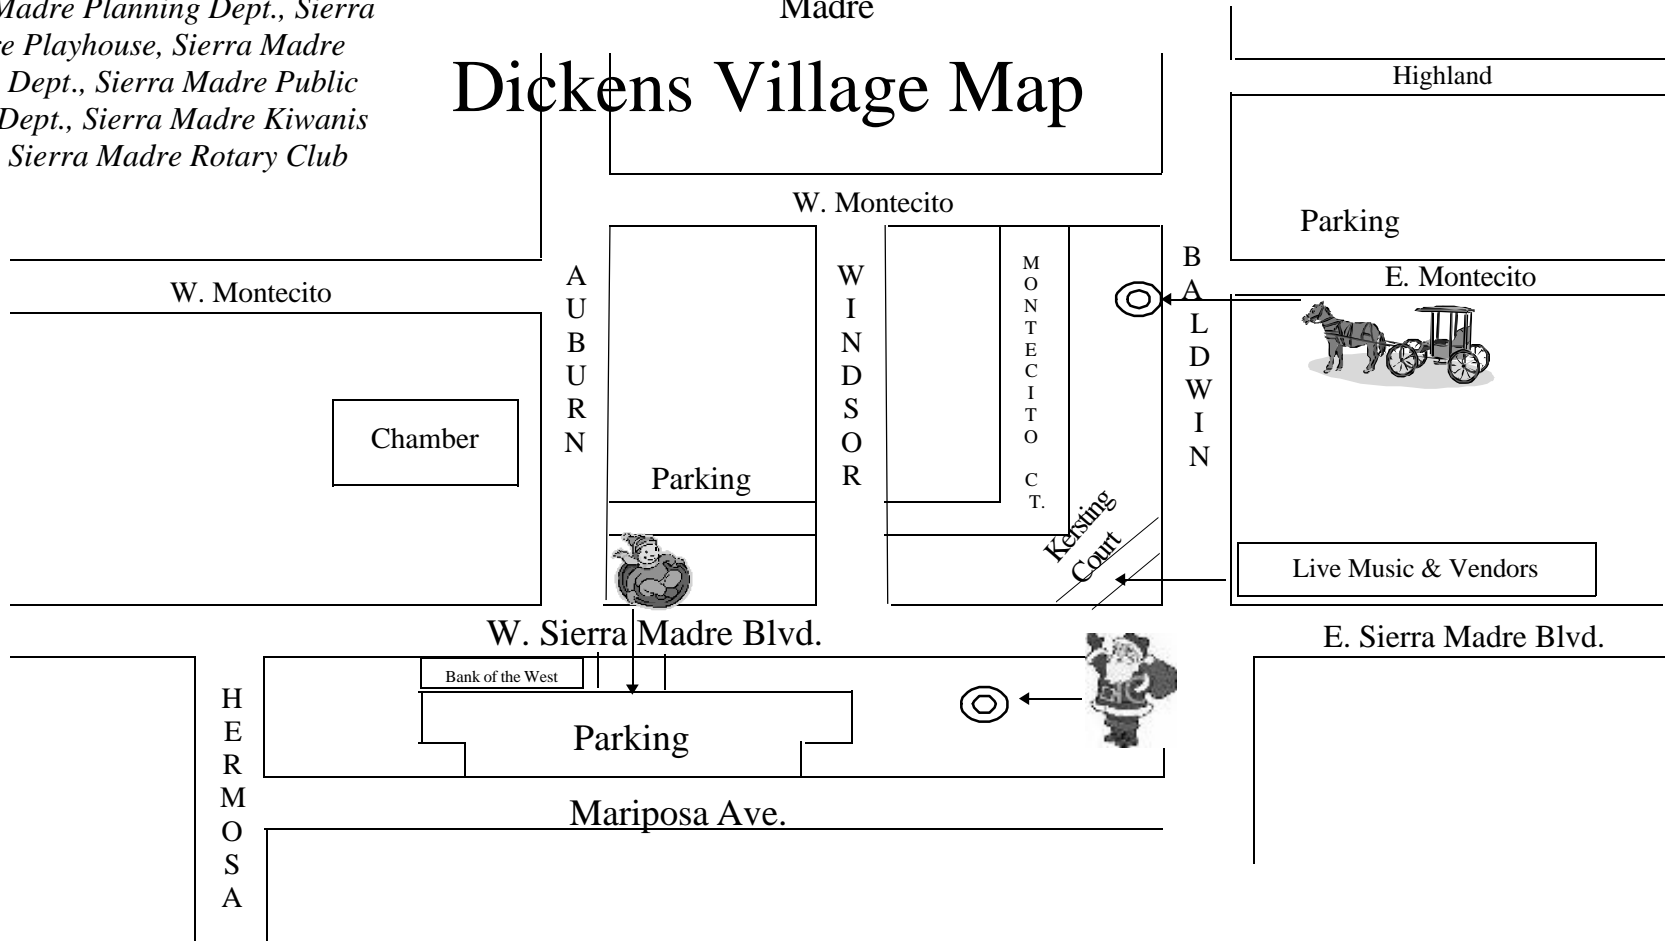 Madre Planning Dept., Sierra
Playhouse, Sierra Madre
Dept., Sierra Madre Public
Dept., Sierra Madre Kiwanis
Sierra Madre Rotary Club
Madre
Dickens Village Map
Highland
W. Montecito
Parking
E. Montecito
W. Montecito
AUBURN
WINDSOR
MONTECITO CT.
BALDWIN
Chamber
Parking
Kersting
Court
Live Music & Vendors
W. Sierra Madre Blvd.
E. Sierra Madre Blvd.
Bank of the West
HERMOSA
Parking
Mariposa Ave.